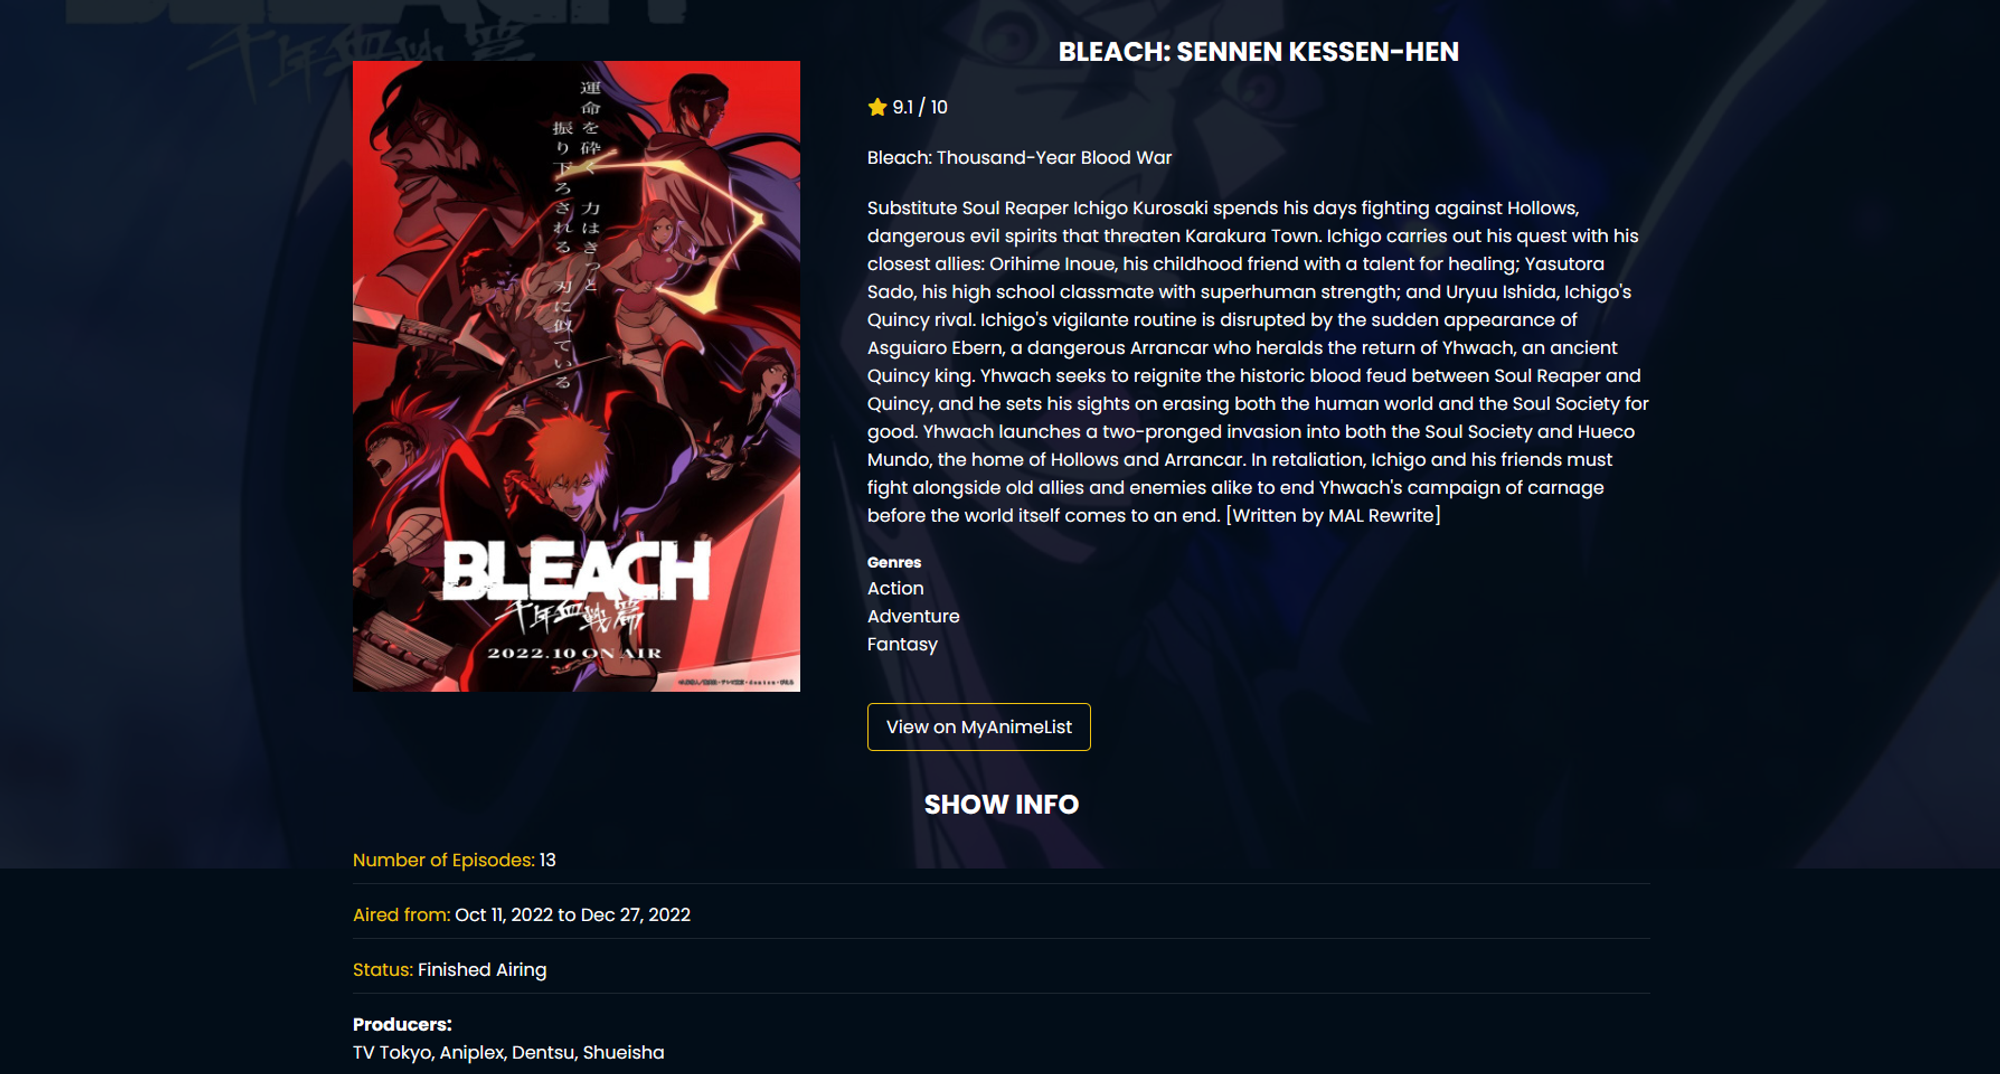 BLEACH
千年血戦篇
BLEACH: SENNEN KESSEN-HEN
9.1 / 10
Bleach: Thousand-Year Blood War
Substitute Soul Reaper Ichigo Kurosaki spends his days fighting against Hollows,
dangerous evil spirits that threaten Karakura Town. Ichigo carries out his quest with his
closest allies: Orihime Inoue, his childhood friend with a talent for healing; Yasutora
Sado, his high school classmate with superhuman strength; and Uryuu Ishida, Ichigo's
Quincy rival. Ichigo's vigilante routine is disrupted by the sudden appearance of
Asguiaro Ebern, a dangerous Arrancar who heralds the return of Yhwach, an ancient
Quincy king. Yhwach seeks to reignite the historic blood feud between Soul Reaper and
Quincy, and he sets his sights on erasing both the human world and the Soul Society for
good. Yhwach launches a two-pronged invasion into both the Soul Society and Hueco
Mundo, the home of Hollows and Arrancar. In retaliation, Ichigo and his friends must
fight alongside old allies and enemies alike to end Yhwach's campaign of carnage
before the world itself comes to an end. [Written by MAL Rewrite]
Genres
Action
Adventure
Fantasy
View on MyAnimeList
運命を砕く 力はきっと
振り下ろされる 刃に似ている
BLEACH
千年血戦篇
2022.10 ON AIR
SHOW INFO
Number of Episodes: 13
Aired from: Oct 11, 2022 to Dec 27, 2022
Status: Finished Airing
Producers:
TV Tokyo, Aniplex, Dentsu, Shueisha